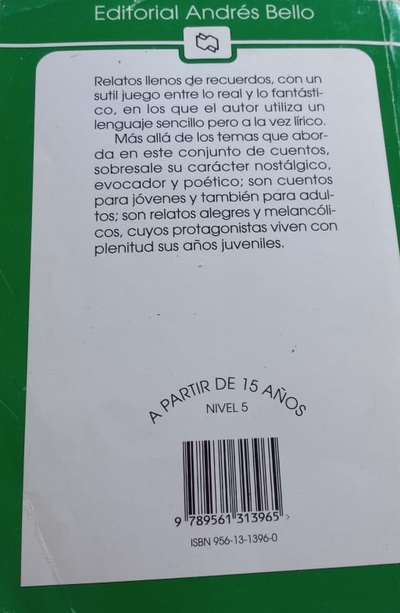 Editorial Andrés Bello
Relatos llenos de recuerdos, con un
sutil juego entre lo real y lo fantásti-
co, en los que el autor utiliza un
lenguaje sencillo pero a la vez lírico.
Más allá de los temas que abor-
da en este conjunto de cuentos,
sobresale su carácter nostálgico,
evocador y poético; son cuentos
para jóvenes y también para adul-
tos; son relatos alegres y melancóli-
cos, cuyos protagonistas viven con
plenitud sus años juveniles.
A PARTIR DE 15 AÑOS
NIVEL 5
9 789561 313965 >
ISBN 956-13-1396-0